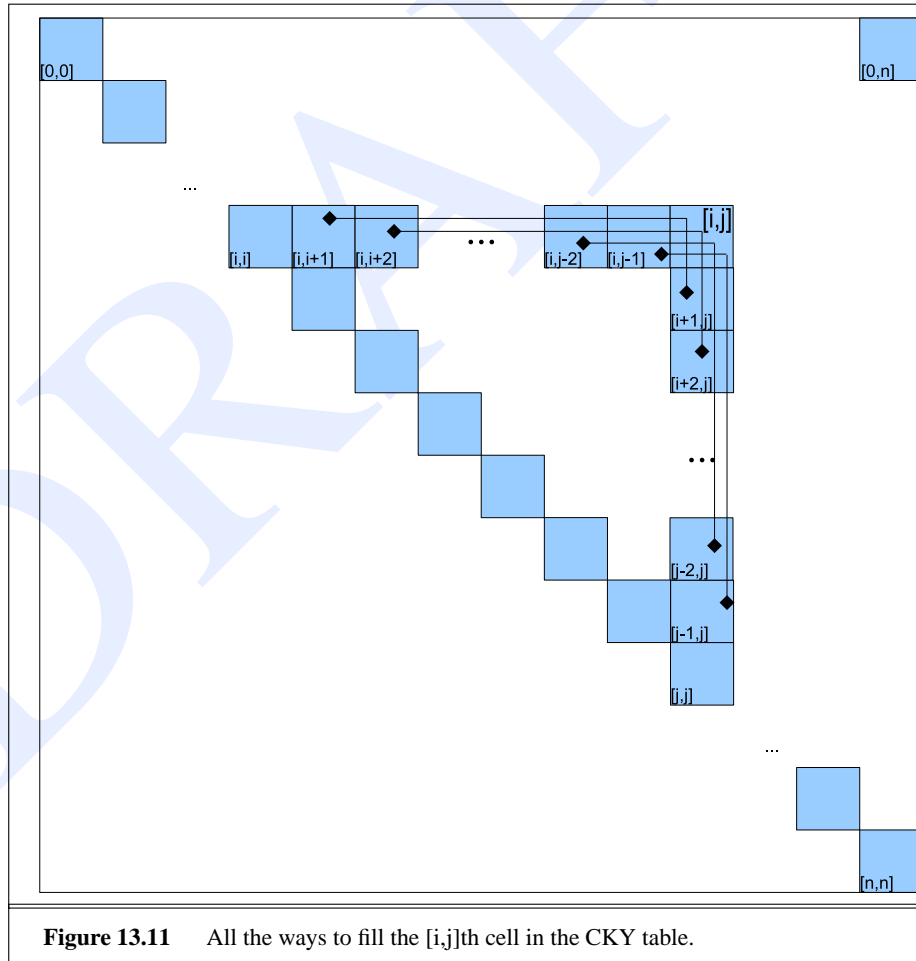 [0,0] [0,n]
...
[i,j]
[i,i] [i,i+1] [i,i+2] ... [i,j-2] [i,j-1]
[i+1,j]
[i+2,j]
...
[j-2,j]
[j-1,j]
[j,j]
...
[n,n]
DRAF
Figure 13.11 All the ways to fill the [i,j]th cell in the CKY table.